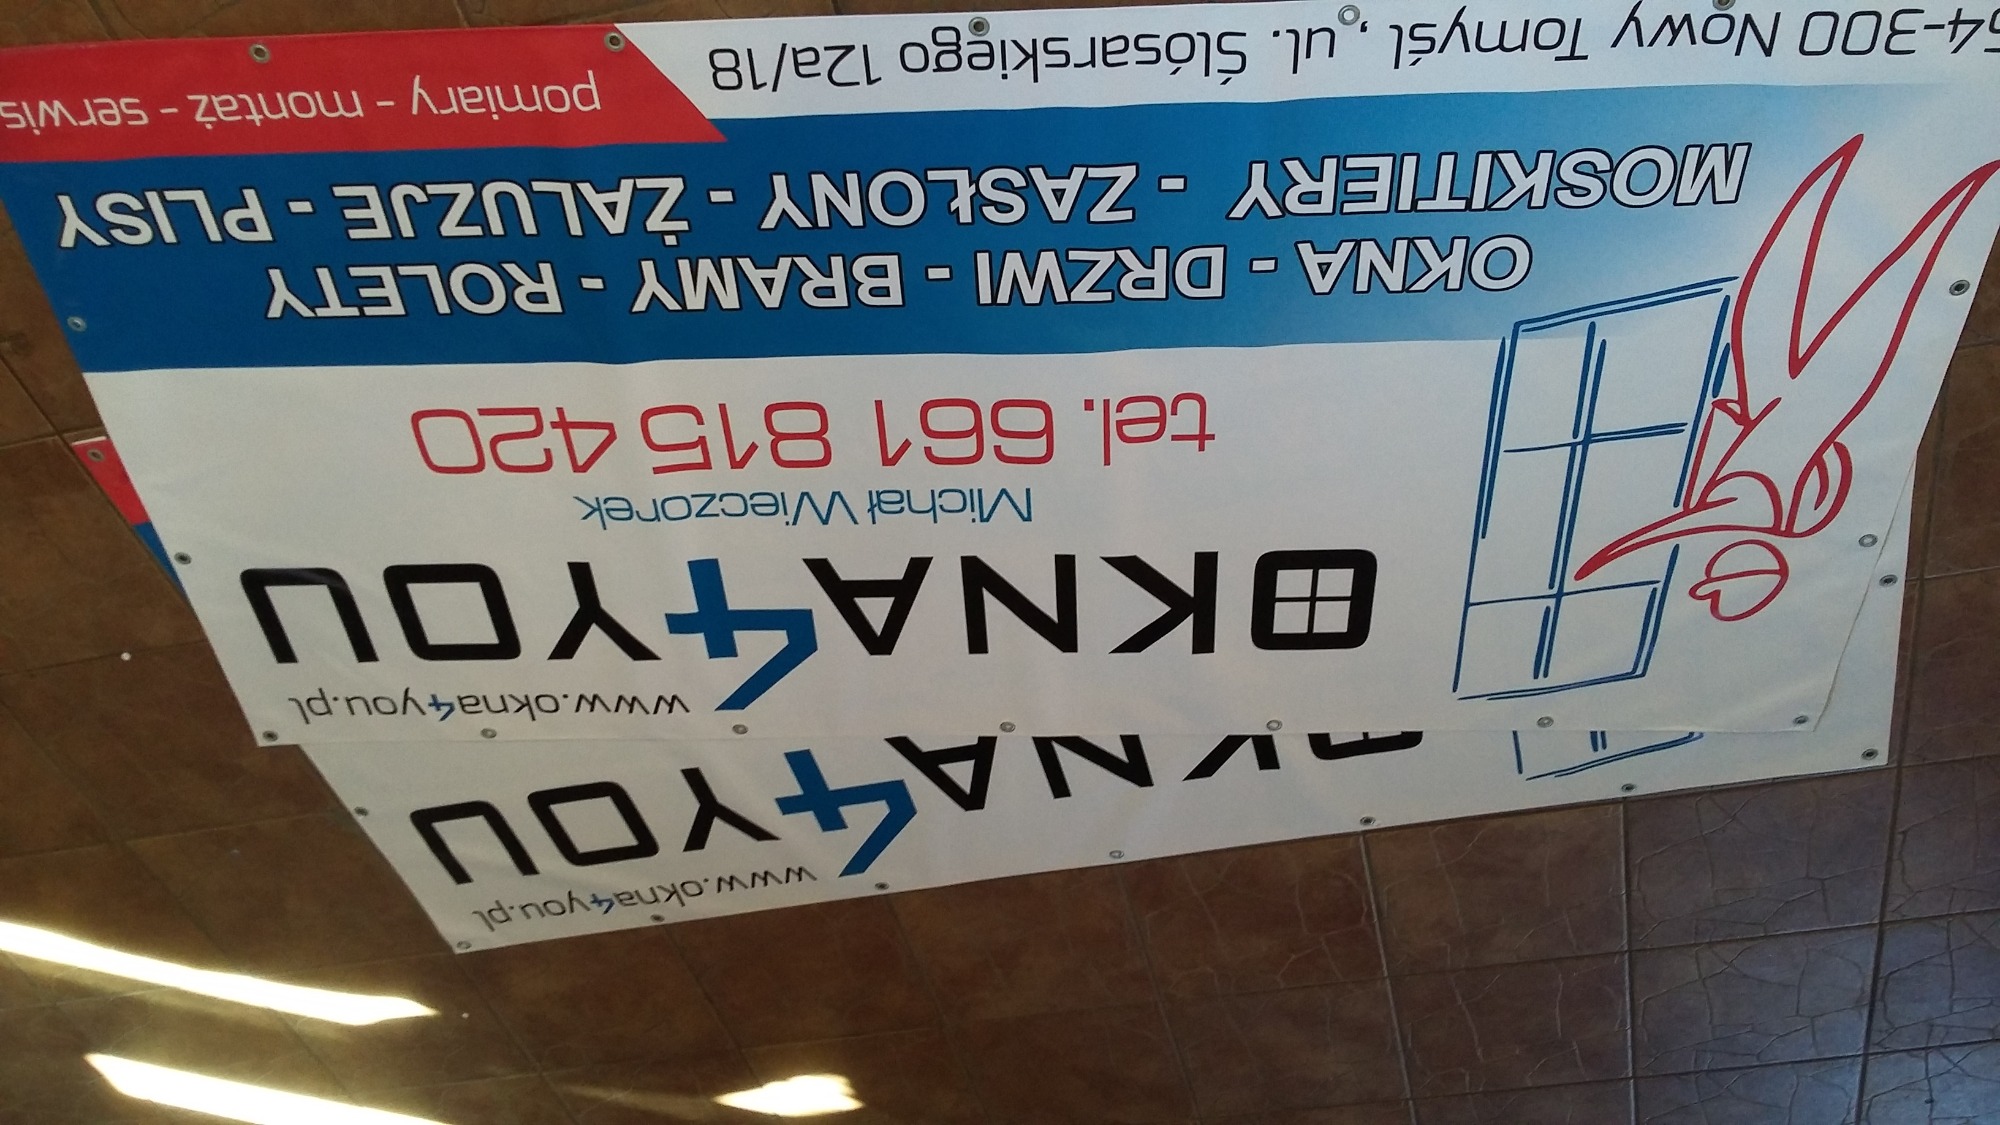 www.okna4you.pl
OKNA4YOU
www.okna4you.pl
OKNA4YOU
Michał Wieczorek
tel. 661 815 420
OKNA - DRZWI - BRAMY - ROLETY
MOSKITIERY - ZASŁONY - ŻALUZJE - PLISY
64-300 Nowy Tomyśl, ul. Ślósarskiego 12a/18
pomiary - montaż - serwis